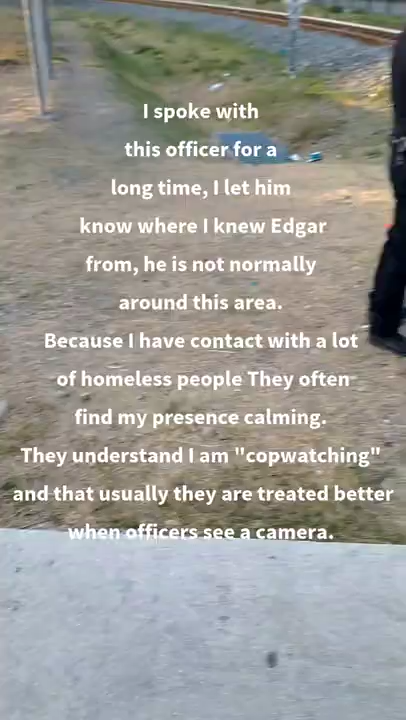 I spoke with
this officer for a
long time, I let him
know where I knew Edgar
from, he is not normally
around this area.
Because I have contact with a lot
of homeless people They often
find my presence calming.
They understand I am "copwatching"
and that usually they are treated better
when officers see a camera.